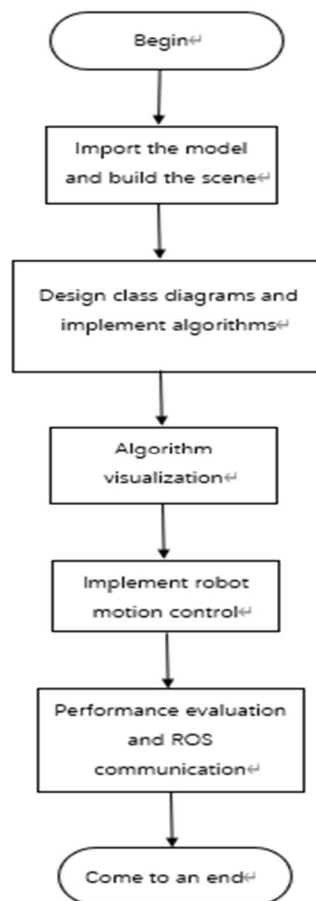 Begin↵
Import the model
and build the scene↵
Design class diagrams and
implement algorithms↵
Algorithm
visualization↵
Implement robot
motion control↵
Performance evaluation
and ROS
communication↵
Come to an end↵